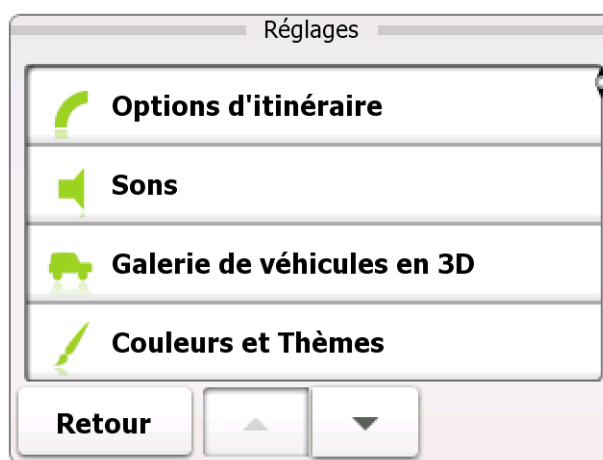 Réglages
Options d'itinéraire
Sons
Galerie de véhicules en 3D
Couleurs et Thèmes
Retour